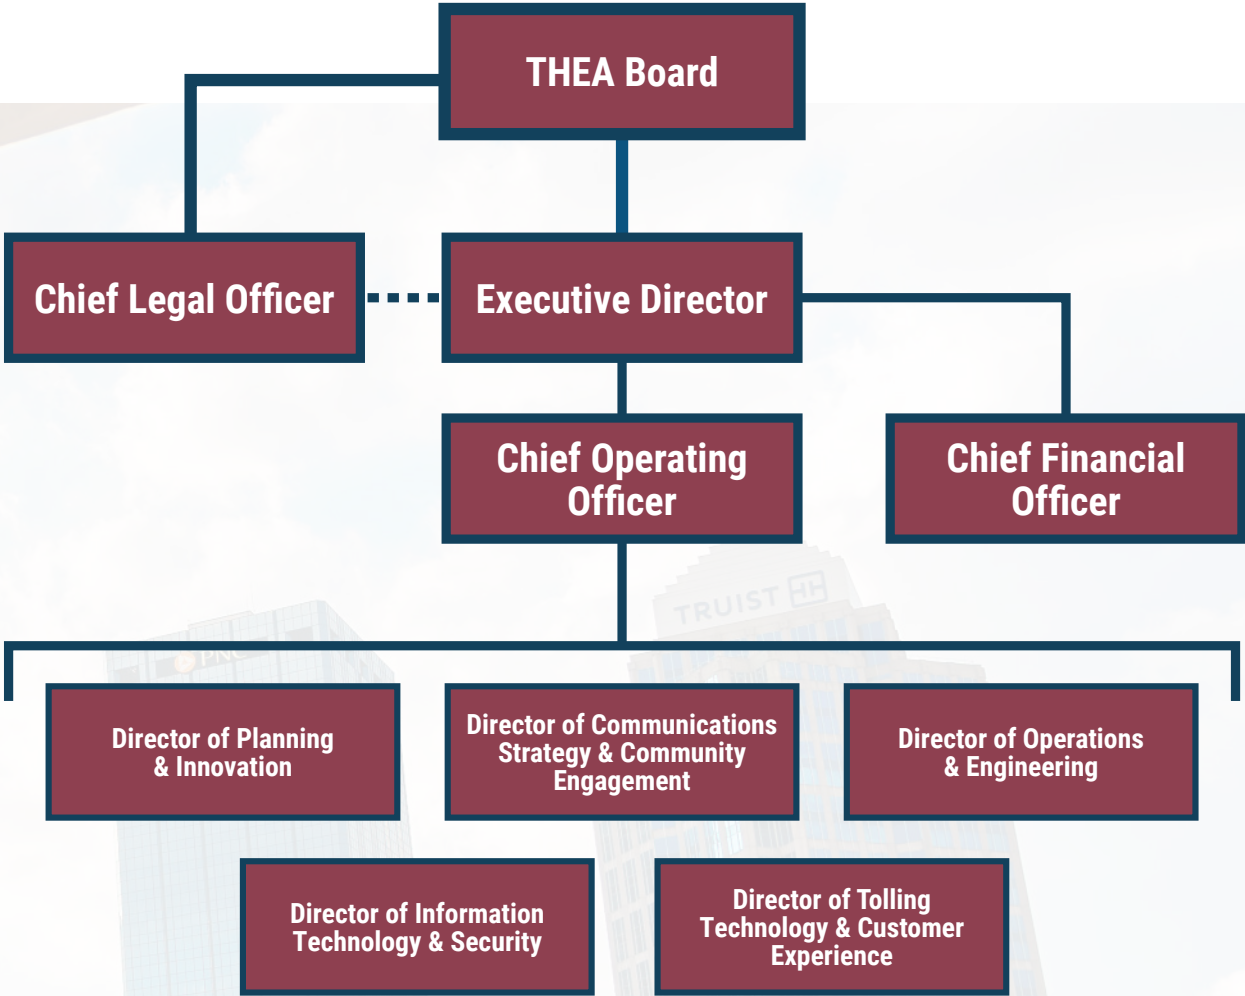 THEA Board
Chief Legal Officer
Executive Director
Chief Operating
Officer
Chief Financial
Officer
TRUIST
PNC
Director of Planning
& Innovation
Director of Communications
Strategy & Community
Engagement
Director of Operations
& Engineering
Director of Information
Technology & Security
Director of Tolling
Technology & Customer
Experience